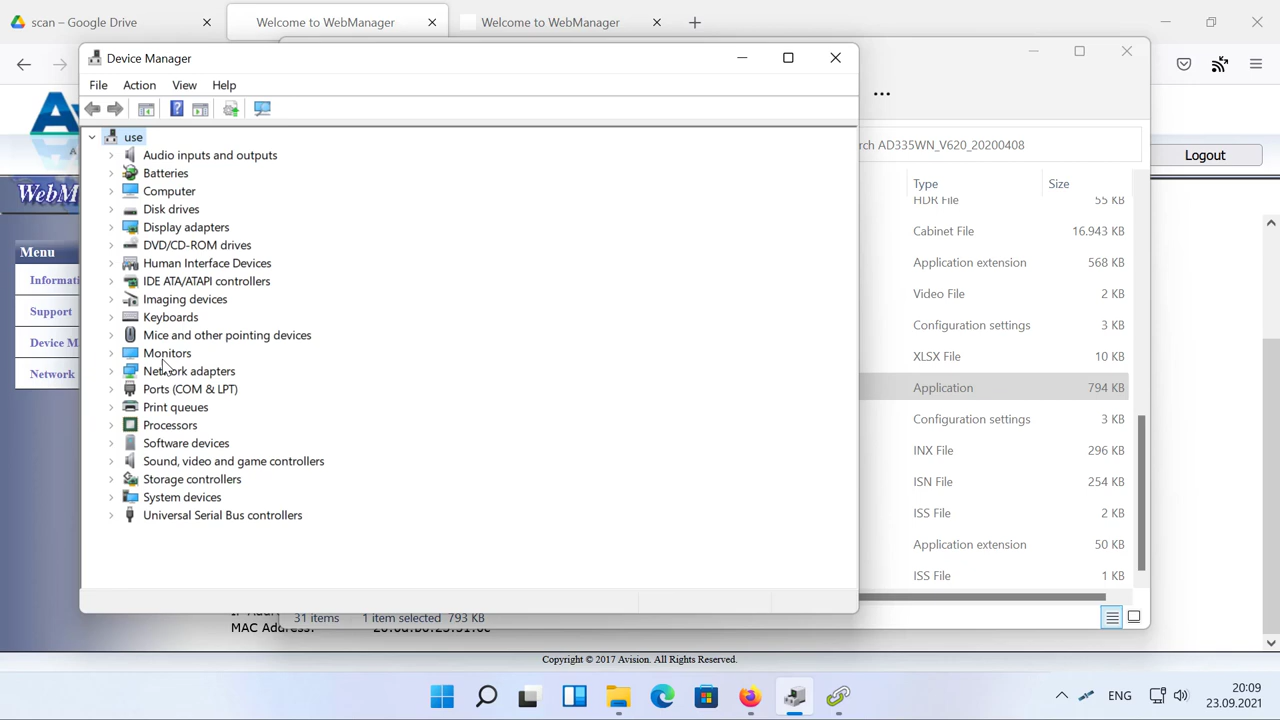 scan – Google Drive
Welcome to WebManager
Welcome to WebManager
Device Manager
File Action View Help
use
Audio inputs and outputs
Batteries
Computer
Disk drives
Display adapters
DVD/CD-ROM drives
Human Interface Devices
IDE ATA/ATAPI controllers
Imaging devices
Keyboards
Mice and other pointing devices
Monitors
Network adapters
Ports (COM & LPT)
Print queues
Processors
Software devices
Sound, video and game controllers
Storage controllers
System devices
Universal Serial Bus controllers
AD335WN_V620_20200408
Type Size
HDR File 55 KB
Cabinet File 16.943 KB
Application extension 568 KB
Video File 2 KB
Configuration settings 3 KB
XLSX File 10 KB
Application 794 KB
Configuration settings 3 KB
INX File 296 KB
ISN File 254 KB
ISS File 2 KB
Application extension 50 KB
ISS File 1 KB
31 items 1 item selected 793 KB
Logout
Menu
Support
Network
MAC Address:
Copyright © 2017 Avision. All Rights Reserved.
ENG
20:09
23.09.2021